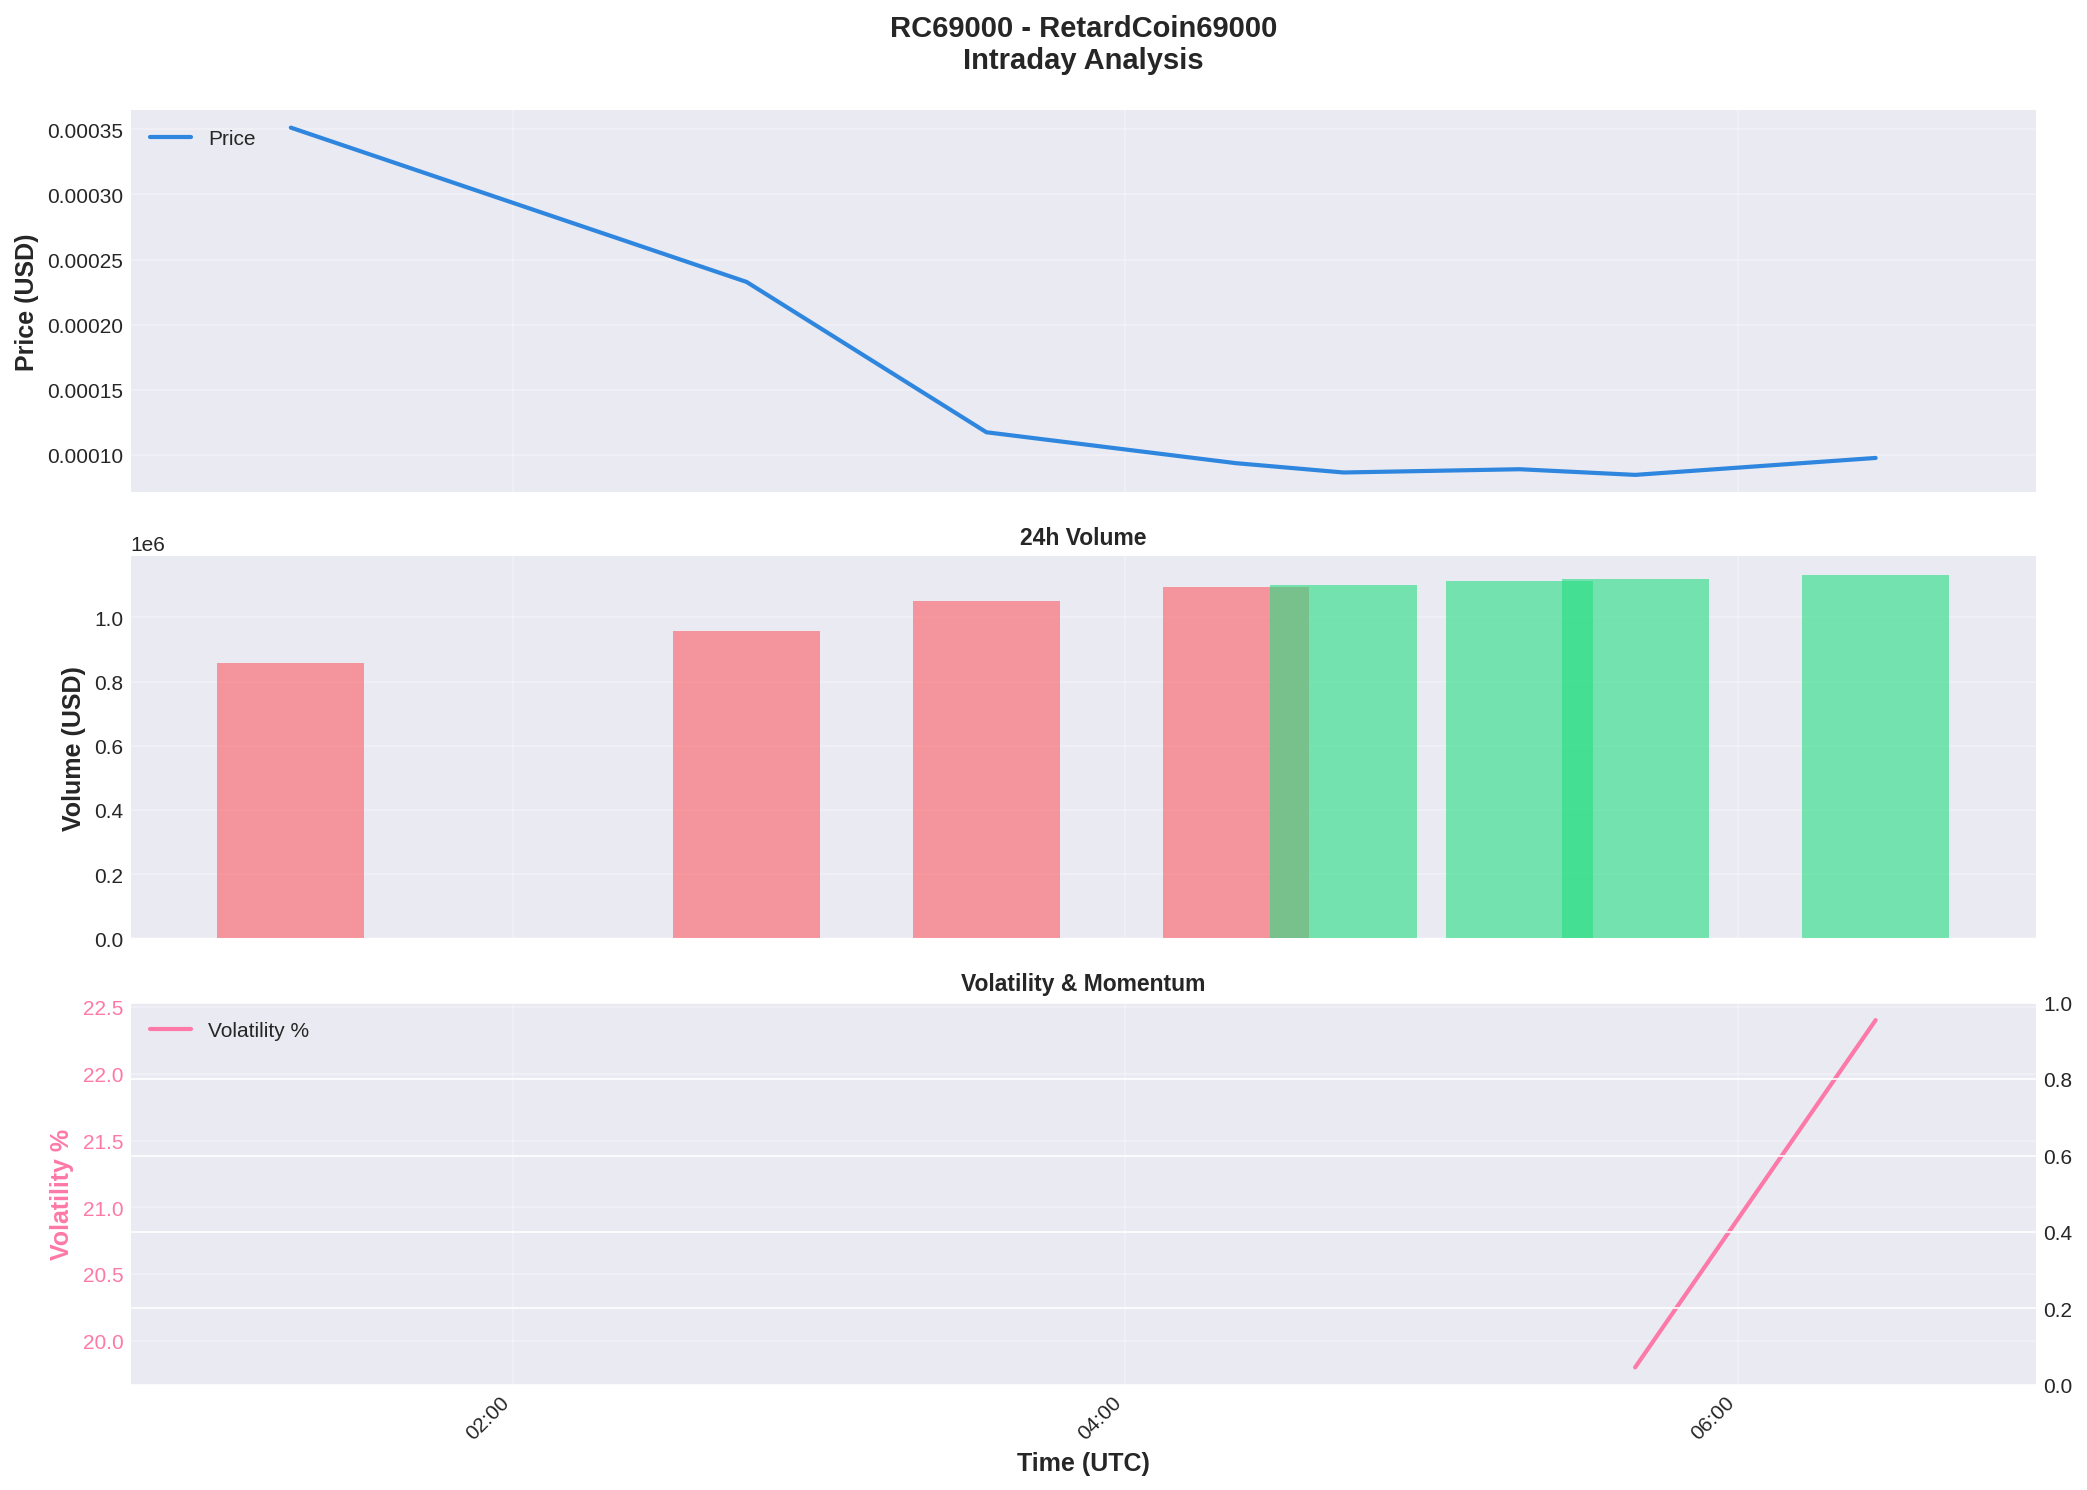 RC69000 - RetardCoin69000
Intraday Analysis
Price (USD)
0.00035
0.00030
0.00025
0.00020
0.00015
0.00010
Price
24h Volume
1e6
Volume (USD)
1.0
0.8
0.6
0.4
0.2
0.0
Volatility & Momentum
Volatility %
22.5
22.0
21.5
21.0
20.5
20.0
Volatility %
1.0
0.8
0.6
0.4
0.2
0.0
02:00
04:00
06:00
Time (UTC)